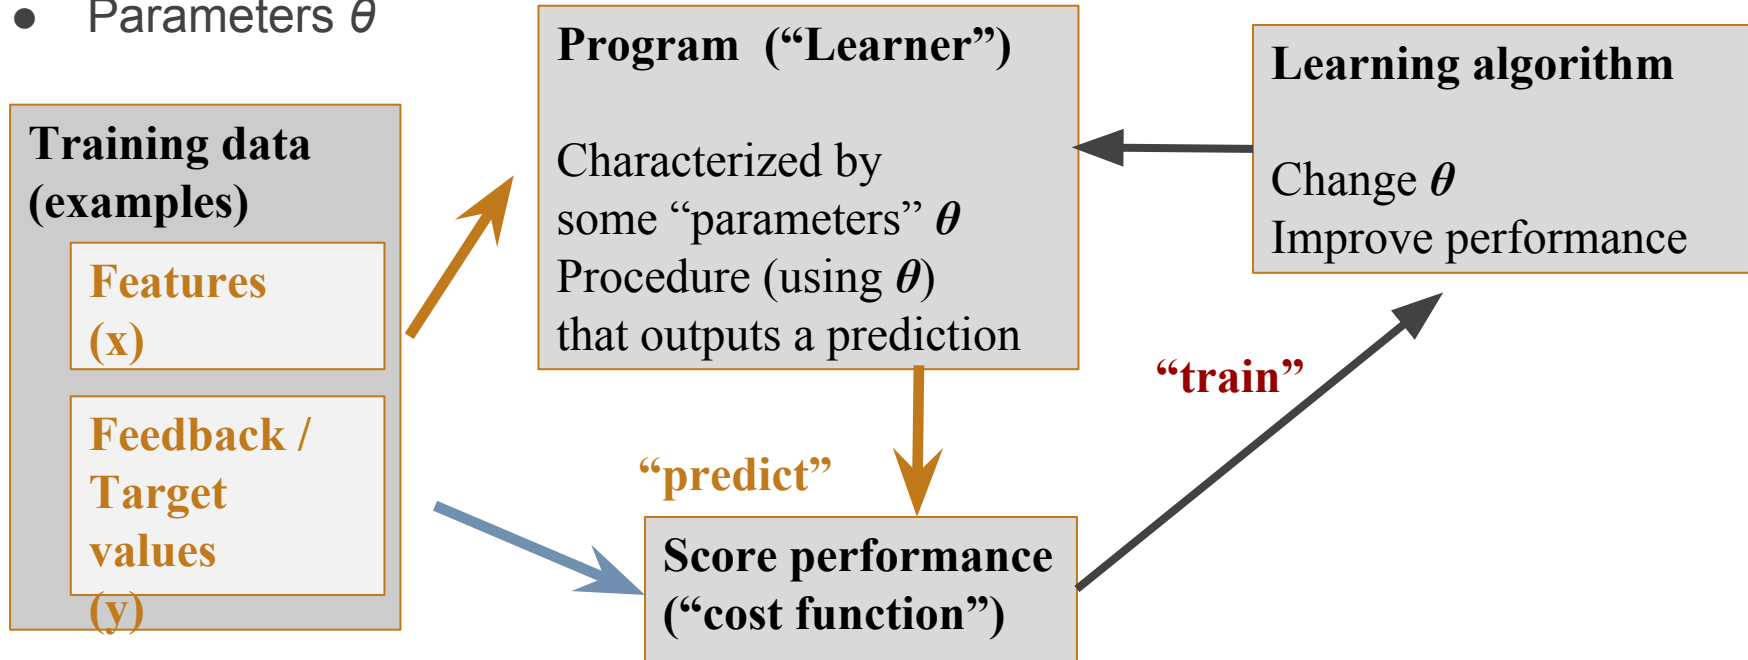 ● Parameters θ
Program (“Learner”)
Characterized by
some “parameters” θ
Procedure (using θ)
that outputs a prediction
Learning algorithm
Change θ
Improve performance
Training data
(examples)
Features
(x)
Feedback /
Target
values
(y)
“predict”
“train”
Score performance
(“cost function”)